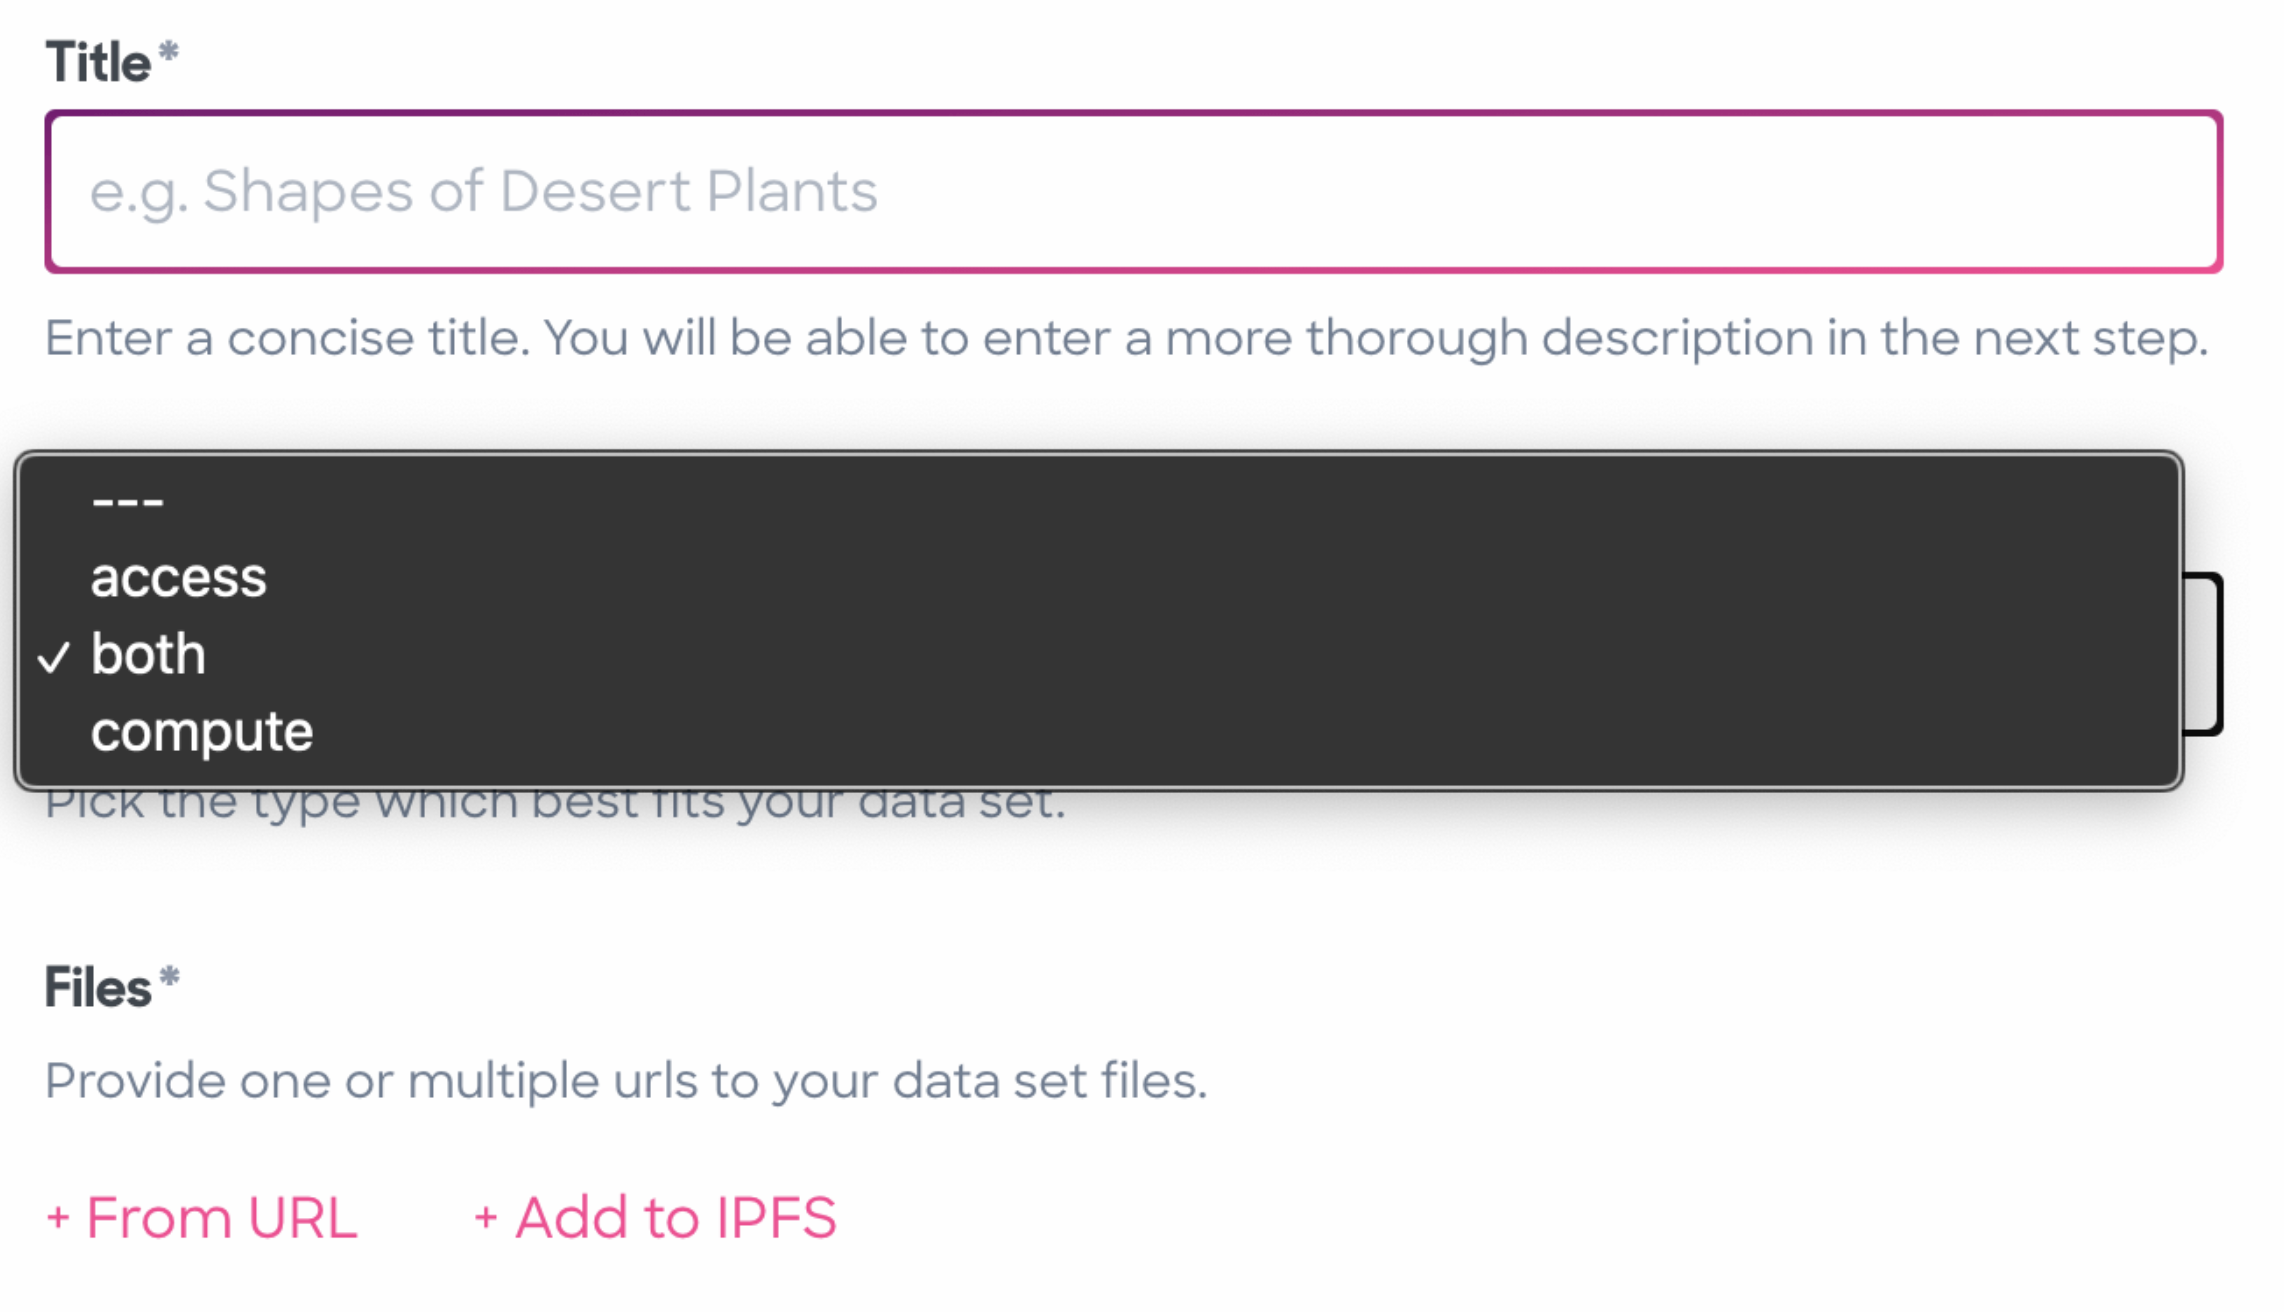 Title*
e.g. Shapes of Desert Plants
Enter a concise title. You will be able to enter a more thorough description in the next step.
---
access
✓ both
compute
Pick the type which best fits your data set.
Files*
Provide one or multiple urls to your data set files.
+ From URL + Add to IPFS